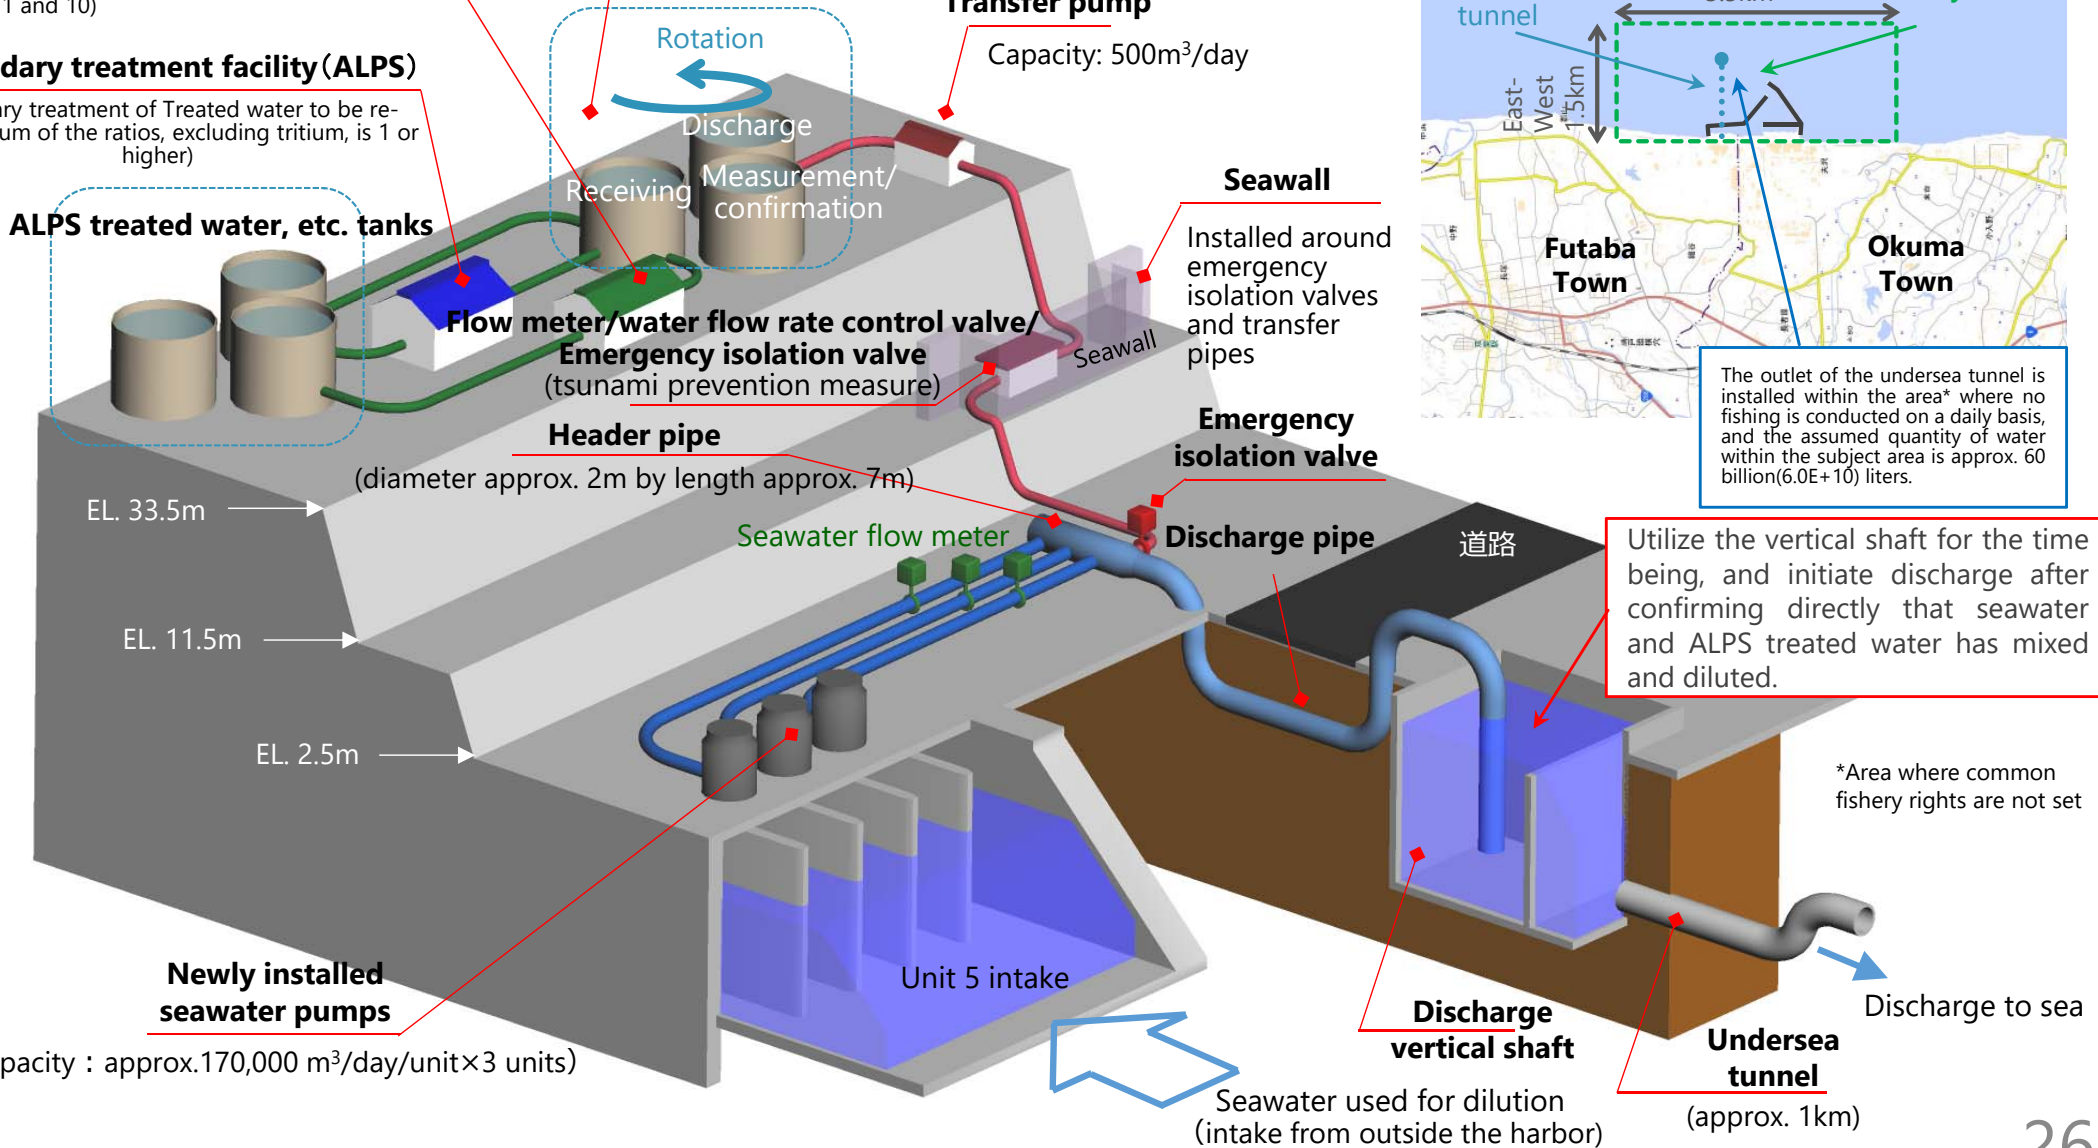 1 and 10)
Transfer pump
Capacity: 500m³/day
dary treatment facility（ALPS）
ary treatment of Treated water to be re-
um of the ratios, excluding tritium, is 1 or
higher)
Rotation
Discharge
Receiving
Measurement/
confirmation
ALPS treated water, etc. tanks
Flow meter/water flow rate control valve/
Emergency isolation valve
(tsunami prevention measure)
Seawall
Seawall
Installed around
emergency
isolation valves
and transfer
pipes
Header pipe
(diameter approx. 2m by length approx. 7m)
Emergency
isolation valve
Seawater flow meter
Discharge pipe
道路
EL. 33.5m
EL. 11.5m
EL. 2.5m
tunnel
East-
West
1.5km
Futaba
Town
Okuma
Town
The outlet of the undersea tunnel is
installed within the area* where no
fishing is conducted on a daily basis,
and the assumed quantity of water
within the subject area is approx. 60
billion(6.0E+10) liters.
Utilize the vertical shaft for the time
being, and initiate discharge after
confirming directly that seawater
and ALPS treated water has mixed
and diluted.
*Area where common
fishery rights are not set
Newly installed
seawater pumps
pacity：approx.170,000 m³/day/unit×3 units）
Unit 5 intake
Seawater used for dilution
（intake from outside the harbor)
Discharge
vertical shaft
Undersea
tunnel
(approx. 1km)
Discharge to sea
26